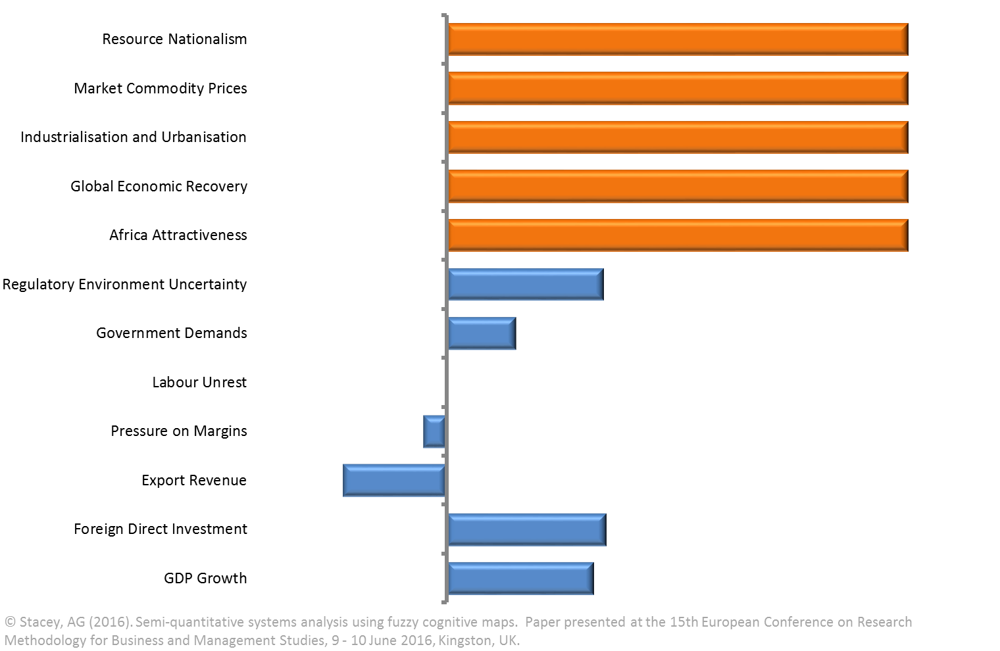 Resource Nationalism
Market Commodity Prices
Industrialisation and Urbanisation
Global Economic Recovery
Africa Attractiveness
Regulatory Environment Uncertainty
Government Demands
Labour Unrest
Pressure on Margins
Export Revenue
Foreign Direct Investment
GDP Growth
© Stacey, AG (2016). Semi-quantitative systems analysis using fuzzy cognitive maps. Paper presented at the 15th European Conference on Research
Methodology for Business and Management Studies, 9 - 10 June 2016, Kingston, UK.